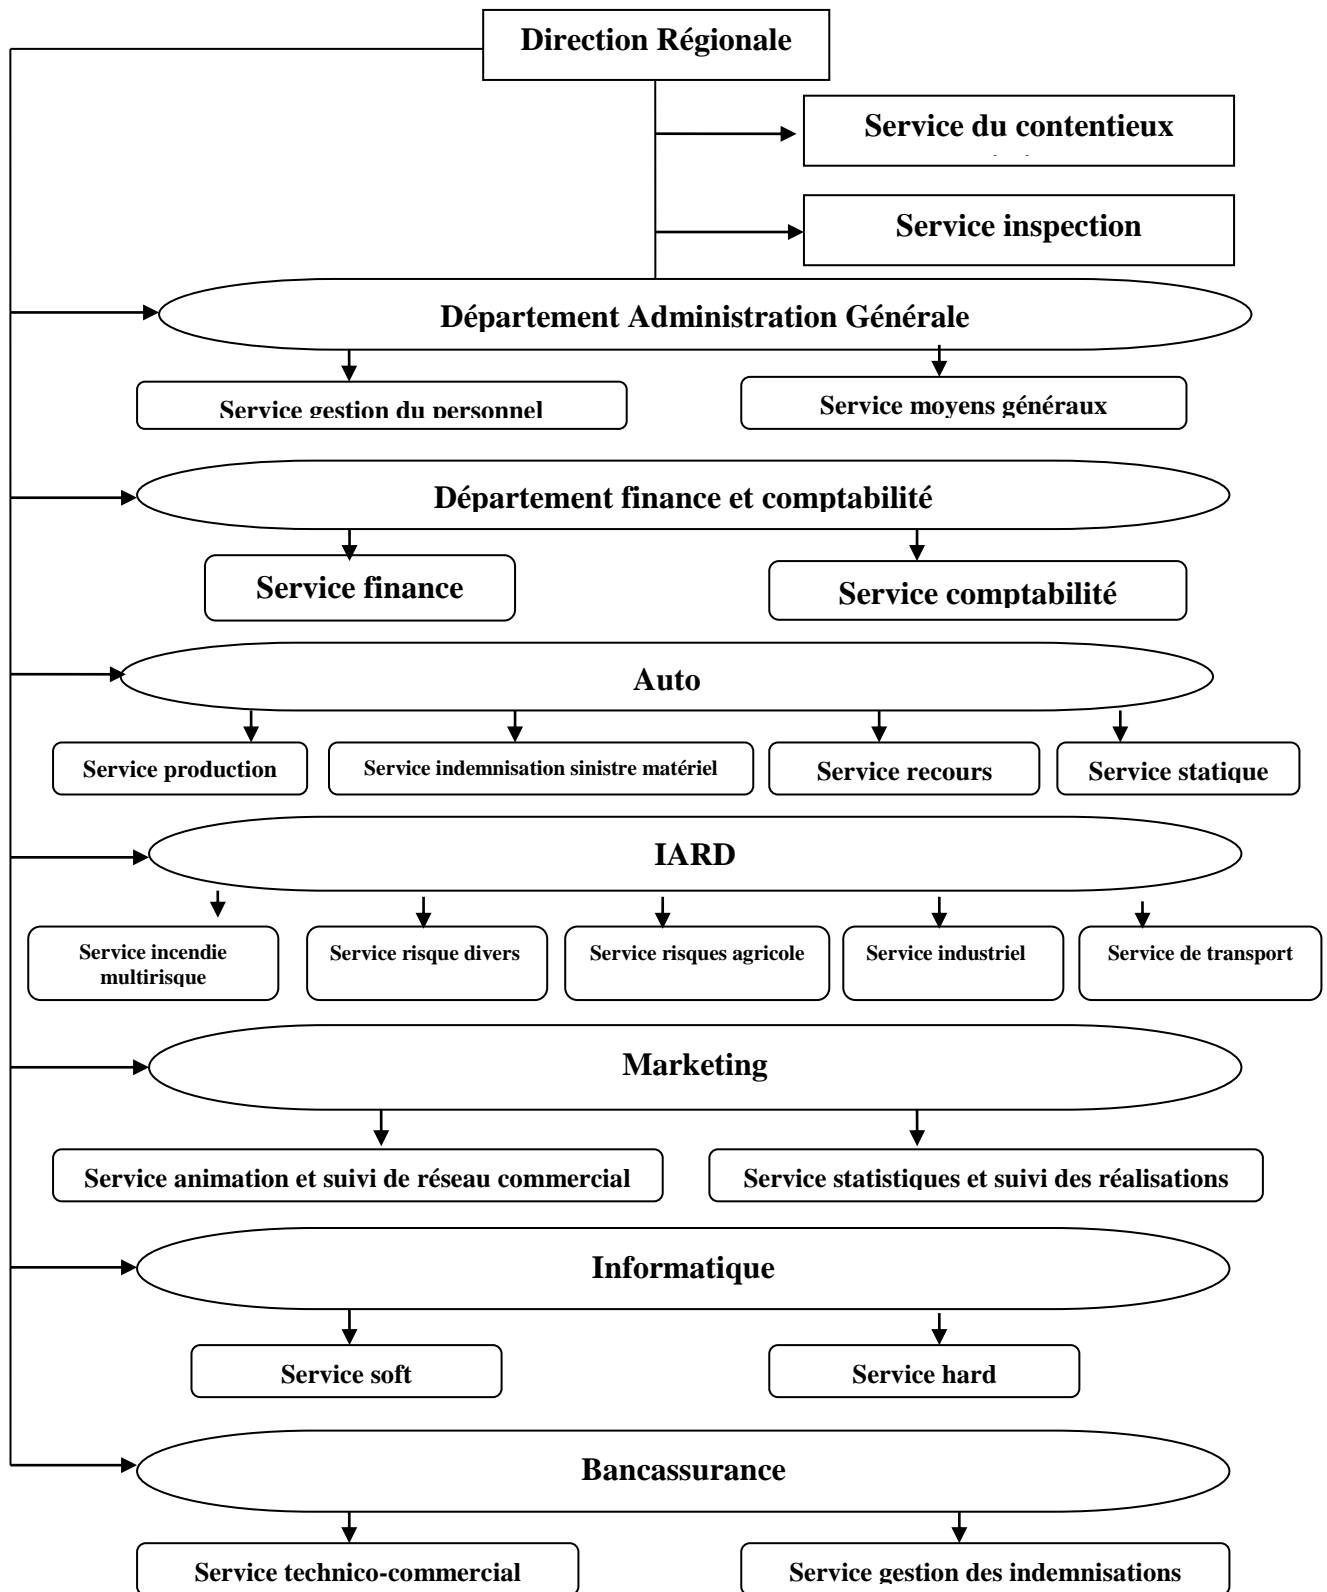 Direction Régionale
Service du contentieux
Service inspection
Département Administration Générale
Service gestion du personnel
Service moyens généraux
Département finance et comptabilité
Service finance
Service comptabilité
Auto
Service production
Service indemnisation sinistre matériel
Service recours
Service statique
IARD
Service incendie
multirisque
Service risque divers
Service risques agricole
Service industriel
Service de transport
Marketing
Service animation et suivi de réseau commercial
Service statistiques et suivi des réalisations
Informatique
Service soft
Service hard
Bancassurance
Service technico-commercial
Service gestion des indemnisations